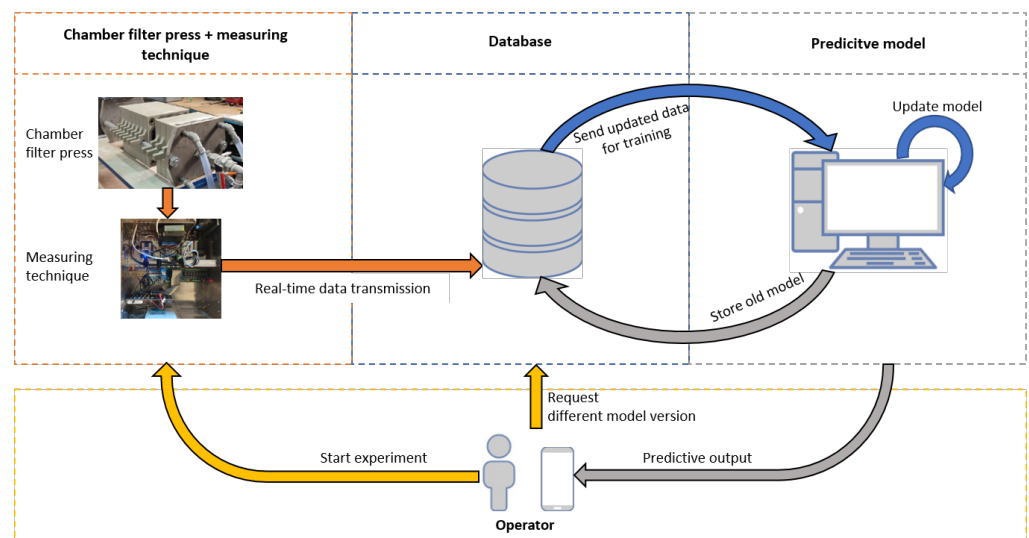 Chamber filter press + measuring
technique
Database
Predicitve model
Chamber
filter press
Send updated data
for training
Update model
Measuring
technique
Real-time data transmission
Store old model
Request
different model version
Start experiment
Predictive output
Operator